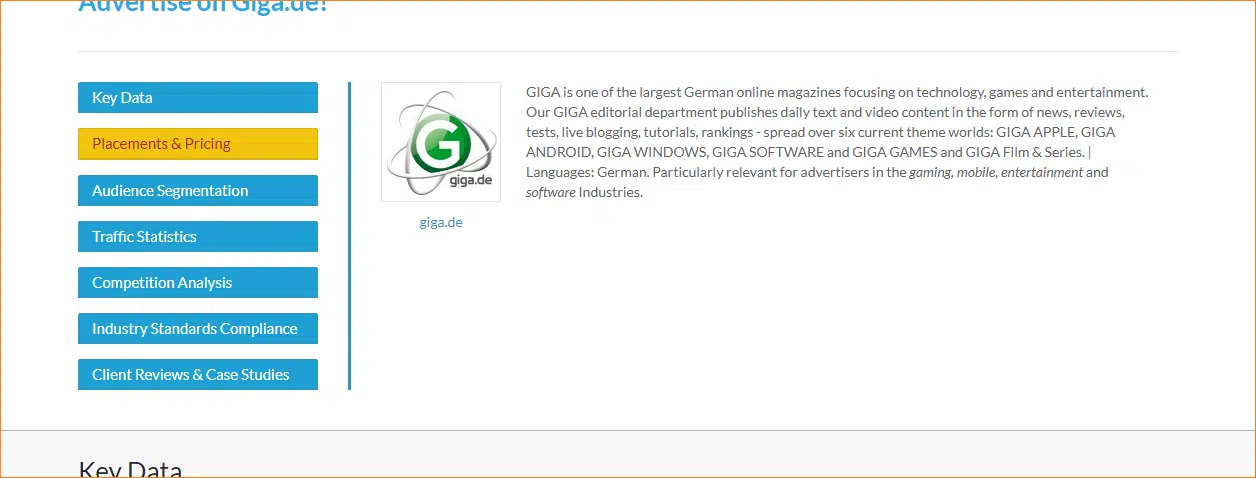 Advertise on Giga.de!
Key Data
Placements & Pricing
Audience Segmentation
Traffic Statistics
Competition Analysis
Industry Standards Compliance
Client Reviews & Case Studies
G
giga.de
giga.de
GIGA is one of the largest German online magazines focusing on technology, games and entertainment.
Our GIGA editorial department publishes daily text and video content in the form of news, reviews,
tests, live blogging, tutorials, rankings - spread over six current theme worlds: GIGA APPLE, GIGA
ANDROID, GIGA WINDOWS, GIGA SOFTWARE and GIGA GAMES and GIGA Film & Series. |
Languages: German. Particularly relevant for advertisers in the gaming, mobile, entertainment and
software Industries.
Key Data